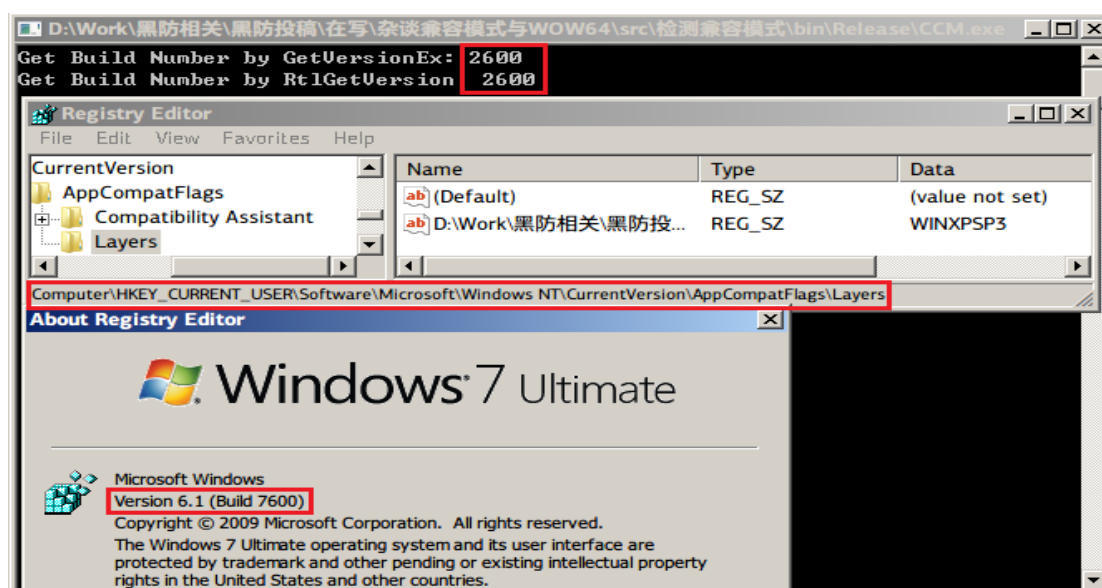 D:\Work\黑防相关\黑防投稿\在写\杂谈兼容模式与WOW64\src\检测兼容模式\bin\Release\CCM.exe
Get Build Number by GetVersionEx: 2600
Get Build Number by RtlGetVersion 2600
Registry Editor
File Edit View Favorites Help
CurrentVersion
AppCompatFlags
Compatibility Assistant
Layers
Name Type Data
(Default) REG_SZ (value not set)
D:\Work\黑防相关\黑防投... REG_SZ WINXPSP3
Computer\HKEY_CURRENT_USER\Software\Microsoft\Windows NT\CurrentVersion\AppCompatFlags\Layers
About Registry Editor
Windows 7 Ultimate
Microsoft Windows
Version 6.1 (Build 7600)
Copyright © 2009 Microsoft Corporation. All rights reserved.
The Windows 7 Ultimate operating system and its user interface are
protected by trademark and other pending or existing intellectual property
rights in the United States and other countries.